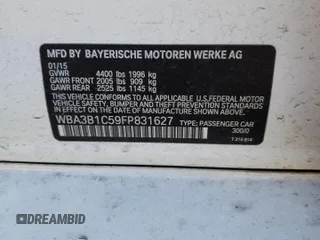 MFD BY BAYERISCHE MOTOREN WERKE AG
01/15
GVWR 4400 lbs 1996 kg
GAWR FRONT 2005 lbs 909 kg
GAWR REAR 2525 lbs 1145 kg
THIS VEHICLE CONFORMS TO ALL APPLICABLE
U.S.FEDERAL MOTOR VEHICLE SAFETY,
BUMPER, AND THEFT PREVENTION
STANDARDS IN EFFECT ON THE DATE OF
MANUFACTURE SHOWN ABOVE.
WBA3B1C59FP831627 TYPE: PASSENGER CAR
300/0
DREAMBID